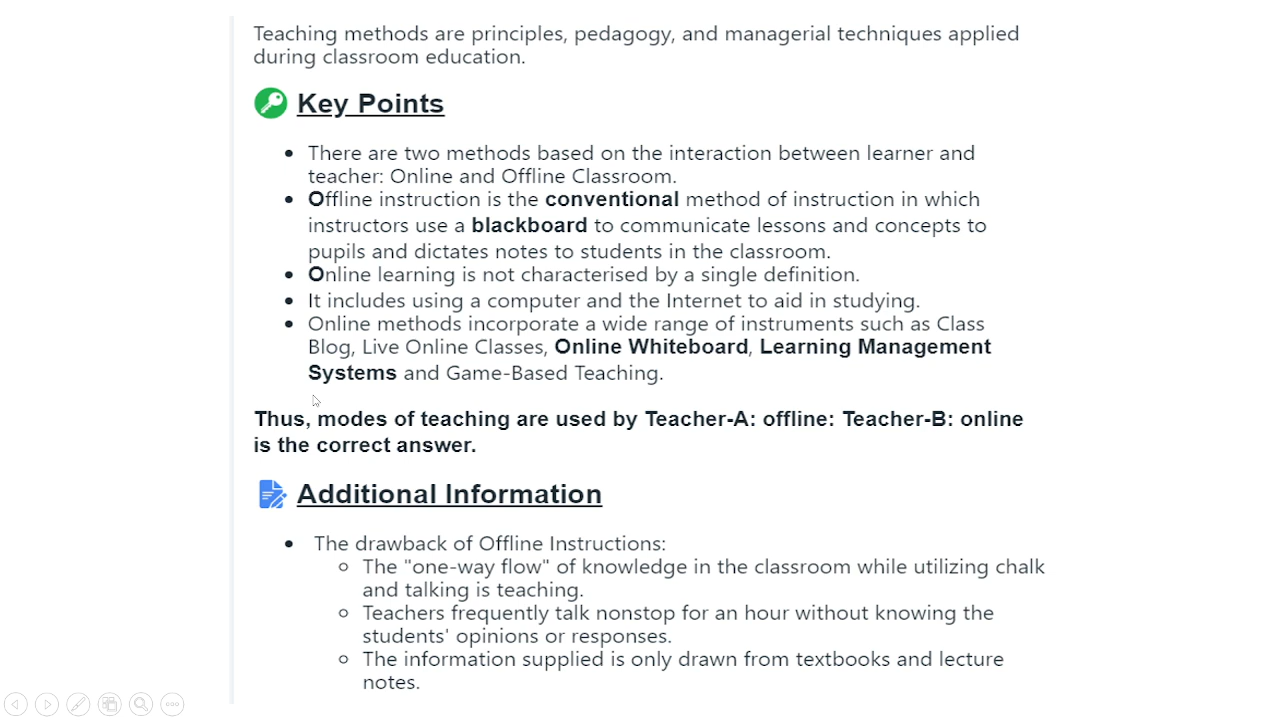 Teaching methods are principles, pedagogy, and managerial techniques applied
during classroom education.
Key Points
• There are two methods based on the interaction between learner and
teacher: Online and Offline Classroom.
• Offline instruction is the conventional method of instruction in which
instructors use a blackboard to communicate lessons and concepts to
pupils and dictates notes to students in the classroom.
• Online learning is not characterised by a single definition.
• It includes using a computer and the Internet to aid in studying.
• Online methods incorporate a wide range of instruments such as Class
Blog, Live Online Classes, Online Whiteboard, Learning Management
Systems and Game-Based Teaching.
Thus, modes of teaching are used by Teacher-A: offline: Teacher-B: online
is the correct answer.
Additional Information
• The drawback of Offline Instructions:
○ The "one-way flow" of knowledge in the classroom while utilizing chalk
and talking is teaching.
○ Teachers frequently talk nonstop for an hour without knowing the
students' opinions or responses.
○ The information supplied is only drawn from textbooks and lecture
notes.